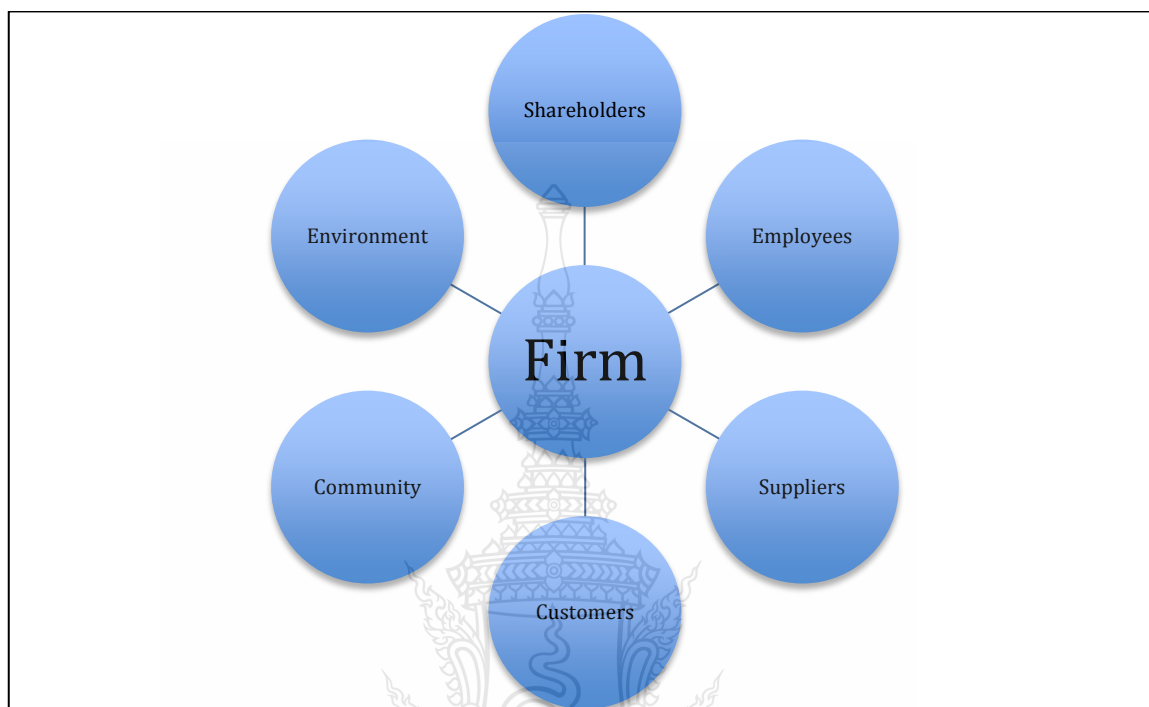 Shareholders
Environment
Employees
Firm
Community
Suppliers
Customers